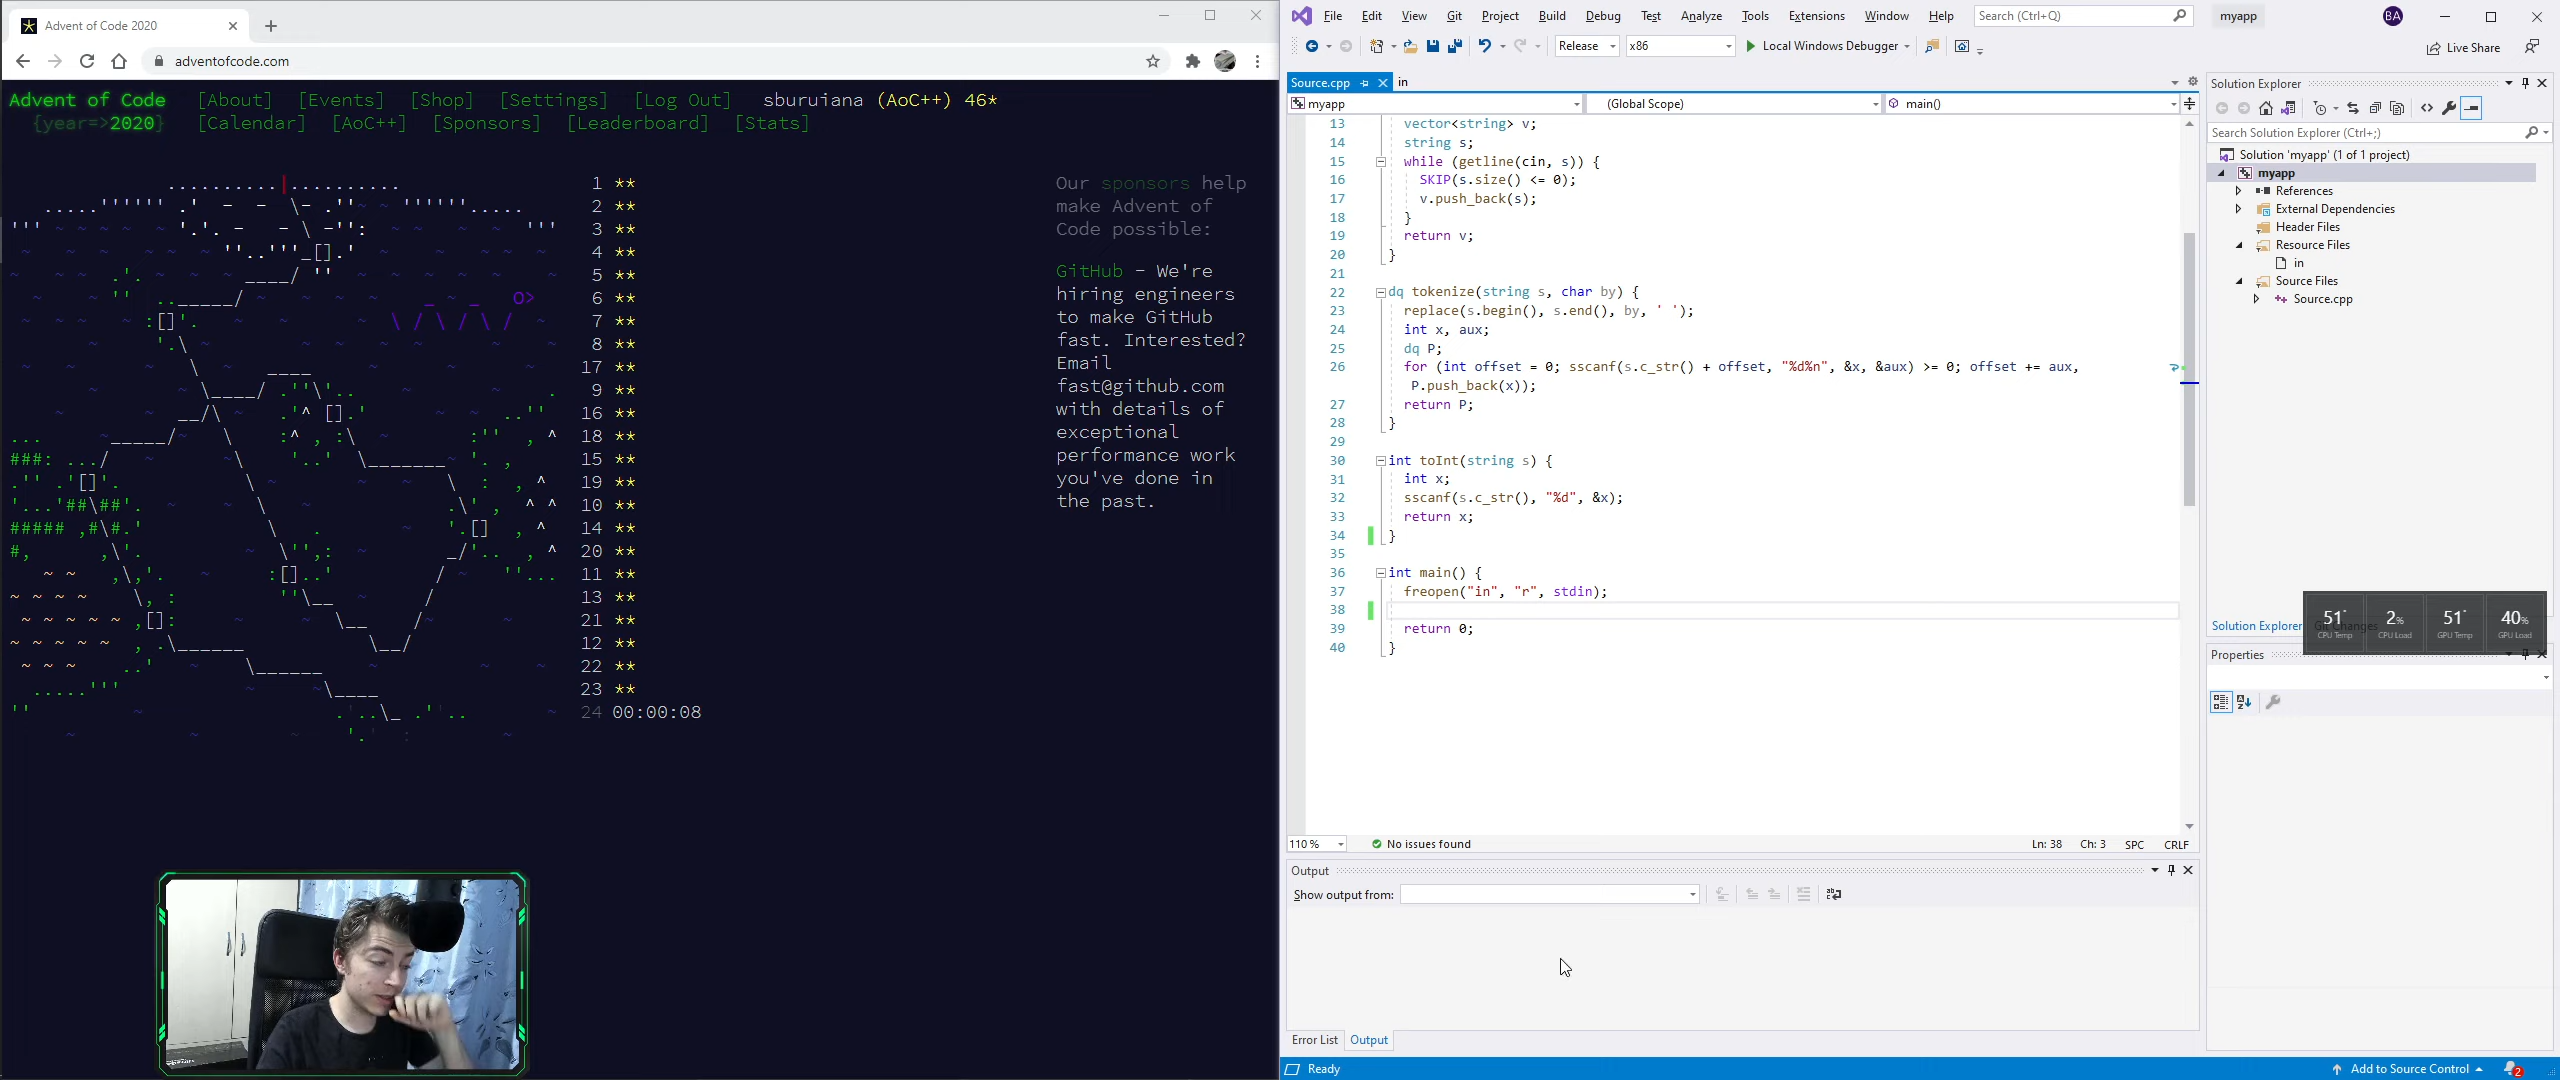 Advent of Code 2020
adventofcode.com
Advent of Code [About] [Events] [Shop] [Settings] [Log Out] sburuiana (AoC++) 46*
{year=>2020} [Calendar] [AoC++] [Sponsors] [Leaderboard] [Stats]
1 **
2 **
3 **
4 **
5 **
6 **
7 **
8 **
17 **
9 **
16 **
18 **
15 **
19 **
10 **
14 **
20 **
11 **
13 **
21 **
12 **
22 **
23 **
24 00:00:08
Our sponsors help
make Advent of
Code possible:
GitHub - We're
hiring engineers
to make GitHub
fast. Interested?
Email
fast@github.com
with details of
exceptional
performance work
you've done in
the past.
File Edit View Git Project Build Debug Test Analyze Tools Extensions Window Help Search (Ctrl+Q) myapp BA
Release x86 Local Windows Debugger Live Share
Source.cpp in
myapp (Global Scope) main()
13 vector<string> v;
14 string s;
15 while (getline(cin, s)) {
16 SKIP(s.size() <= 0);
17 v.push_back(s);
18 }
19 return v;
20 }
21
22 dq tokenize(string s, char by) {
23 replace(s.begin(), s.end(), by, ' ');
24 int x, aux;
25 dq P;
26 for (int offset = 0; sscanf(s.c_str() + offset, "%d%n", &x, &aux) >= 0; offset += aux,
P.push_back(x));
27 return P;
28 }
29
30 int toInt(string s) {
31 int x;
32 sscanf(s.c_str(), "%d", &x);
33 return x;
34 }
35
36 int main() {
37 freopen("in", "r", stdin);
38
39 return 0;
40 }
110 % No issues found Ln: 38 Ch: 3 SPC CRLF
Output
Show output from:
Error List Output
Ready Add to Source Control 2
Solution Explorer
Search Solution Explorer (Ctrl+;)
Solution 'myapp' (1 of 1 project)
myapp
References
External Dependencies
Header Files
Resource Files
in
Source Files
Source.cpp
Solution Explorer Git Changes
51° 2% 51° 40%
CPU Temp CPU Load GPU Temp GPU Load
Properties